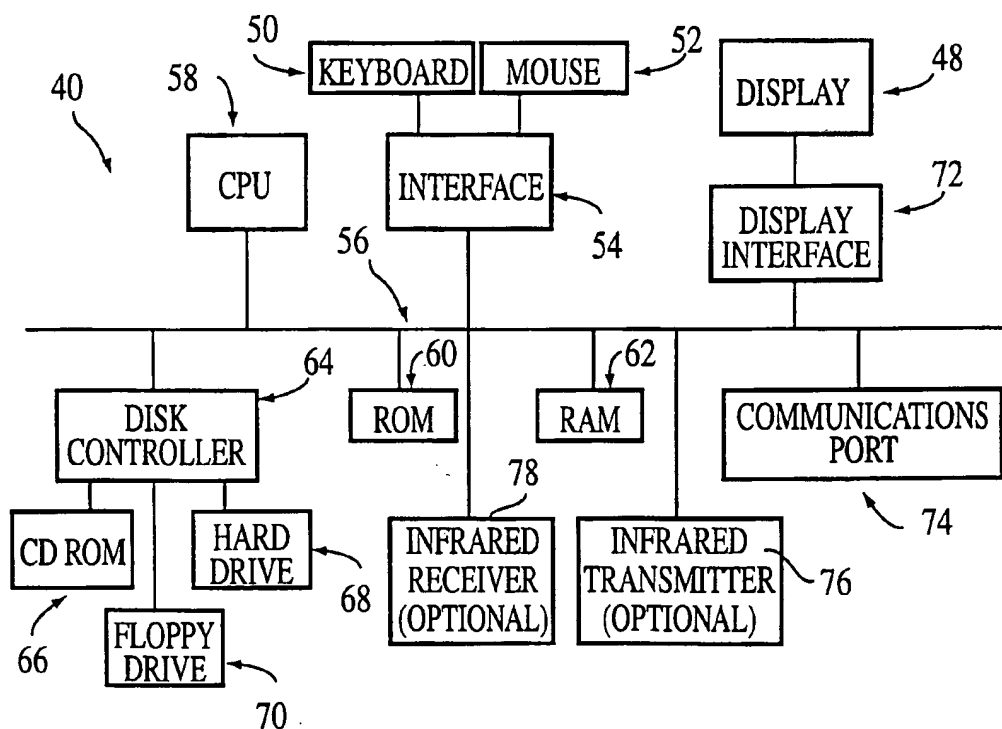 50
52
KEYBOARD
MOUSE
48
40
58
DISPLAY
CPU
INTERFACE
72
54
DISPLAY
INTERFACE
56
64
60
62
DISK
CONTROLLER
ROM
RAM
COMMUNICATIONS
PORT
78
74
CD ROM
HARD
DRIVE
68
INFRARED
RECEIVER
(OPTIONAL)
INFRARED
TRANSMITTER
(OPTIONAL)
76
66
FLOPPY
DRIVE
70